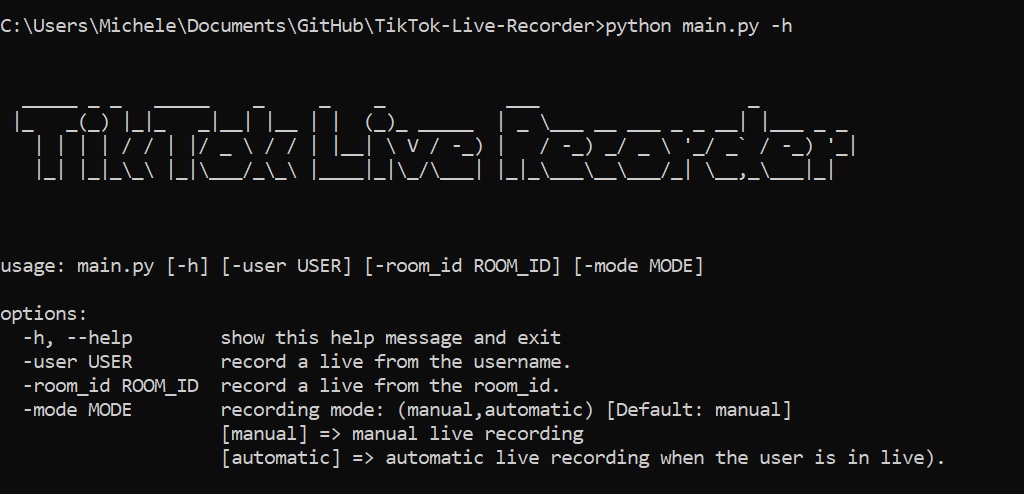 C:\Users\Michele\Documents\GitHub\TikTok-Live-Recorder>python main.py -h
TikTok Live Recorder
usage: main.py [-h] [-user USER] [-room_id ROOM_ID] [-mode MODE]
options:
-h, --help show this help message and exit
-user USER record a live from the username.
-room_id ROOM_ID record a live from the room_id.
-mode MODE recording mode: (manual,automatic) [Default: manual]
[manual] => manual live recording
[automatic] => automatic live recording when the user is in live).